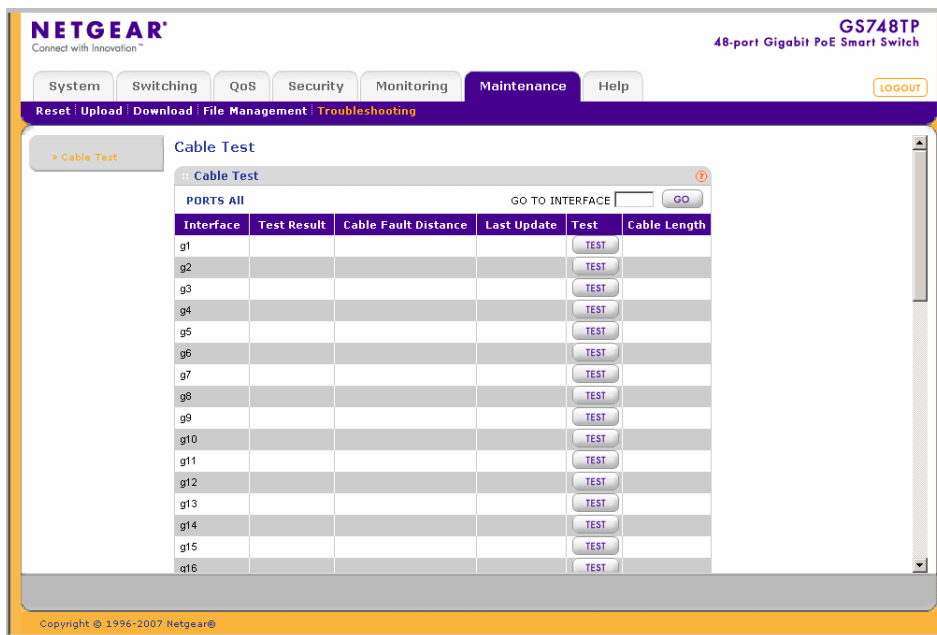 NETGEAR®
Connect with Innovation™
GS748TP
48-port Gigabit PoE Smart Switch
System Switching QoS Security Monitoring Maintenance Help
LOGOUT
Reset Upload Download File Management Troubleshooting
» Cable Test
Cable Test
Cable Test ?
PORTS All GO TO INTERFACE GO
Interface Test Result Cable Fault Distance Last Update Test Cable Length
g1 TEST
g2 TEST
g3 TEST
g4 TEST
g5 TEST
g6 TEST
g7 TEST
g8 TEST
g9 TEST
g10 TEST
g11 TEST
g12 TEST
g13 TEST
g14 TEST
g15 TEST
g16 TEST
Copyright © 1996-2007 Netgear®